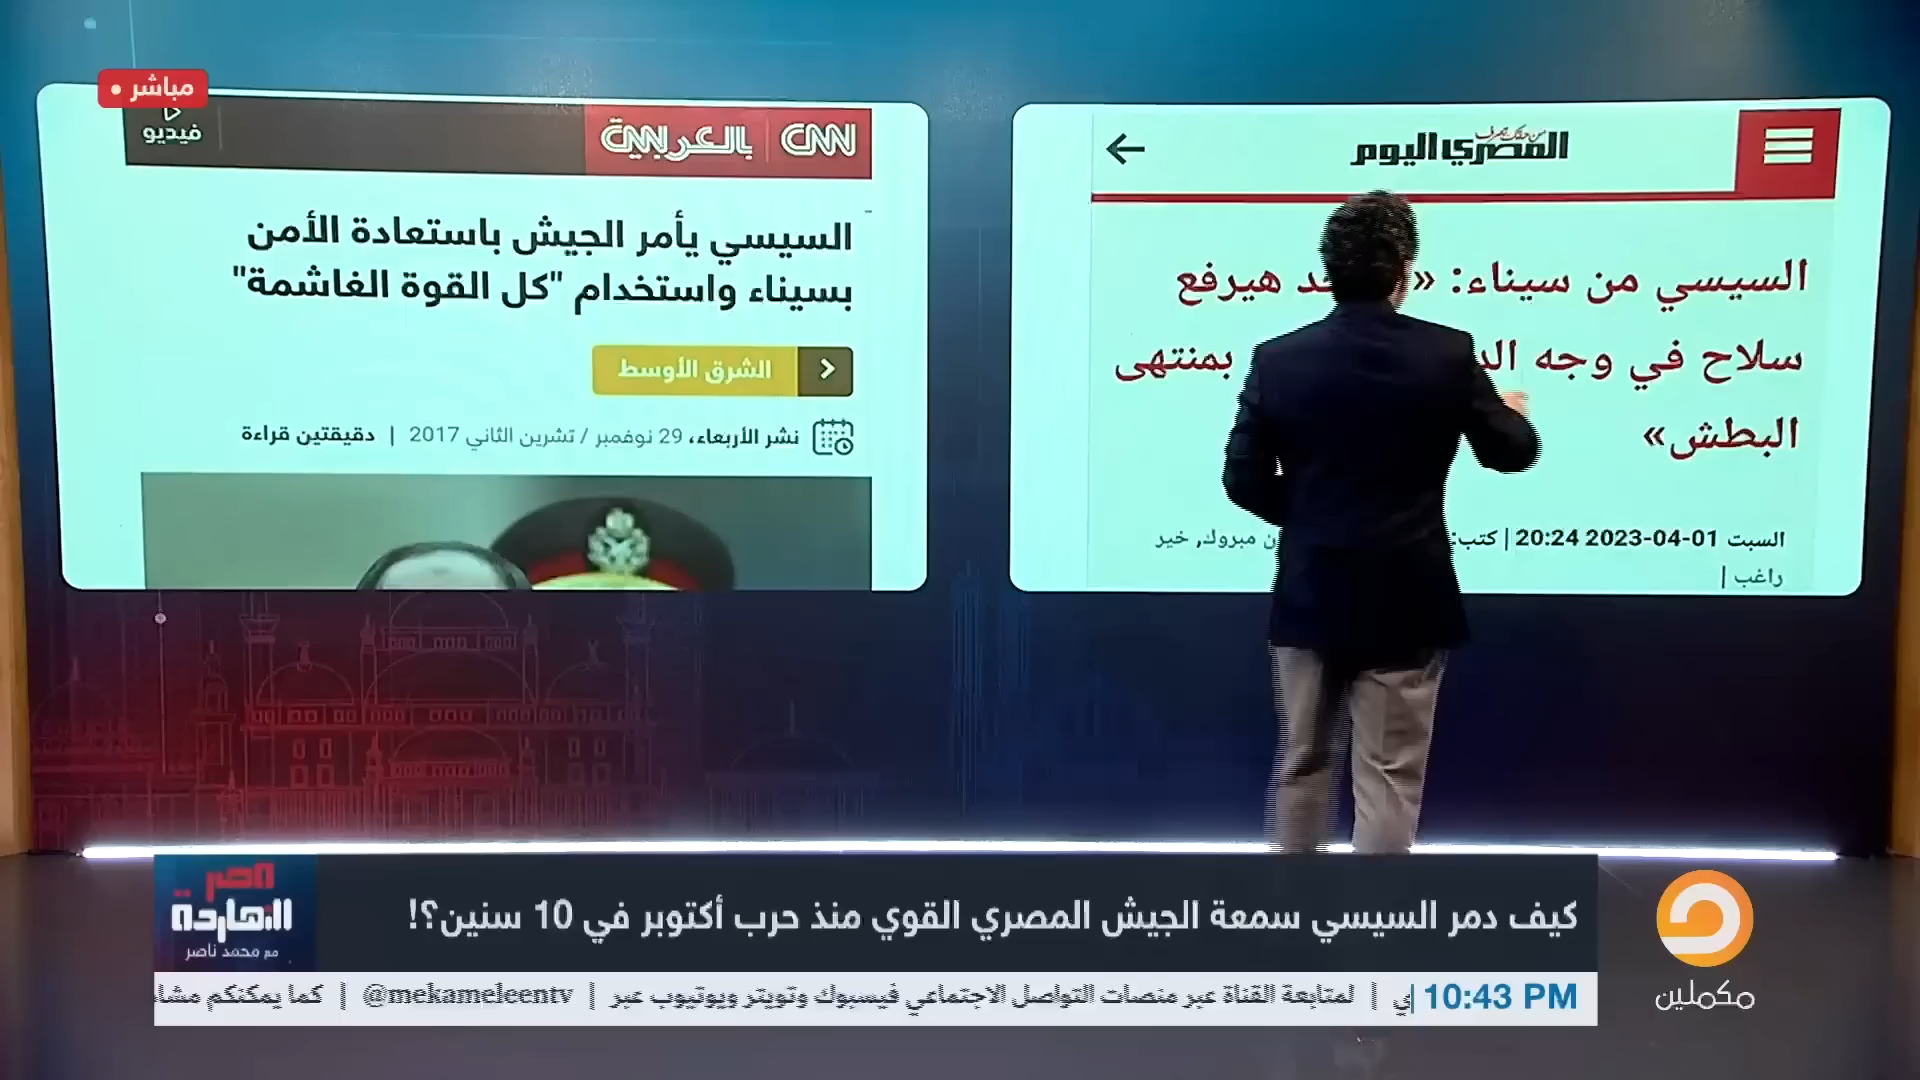 مباشر
فيديو
CNN بالعربية
السيسي يأمر الجيش باستعادة الأمن
بسيناء واستخدام "كل القوة الغاشمة"
الشرق الأوسط
نشر الأربعاء، 29 نوفمبر / تشرين الثاني 2017 | دقيقتين قراءة
المصري اليوم
السيسي من سيناء: « هيرفع
سلاح في وجه بمنتهى
البطش»
السبت 01-04-2023 20:24 | كتب: مبروك, خير
راغب |
كيف دمر السيسي سمعة الجيش المصري القوي منذ حرب أكتوبر في 10 سنين؟!
مصر
النهاردة
مع محمد ناصر
10:43 PM
| لمتابعة القناة عبر منصات التواصل الاجتماعي فيسبوك وتويتر ويوتيوب عبر | @mekameleentv | كما يمكنكم
مكملين